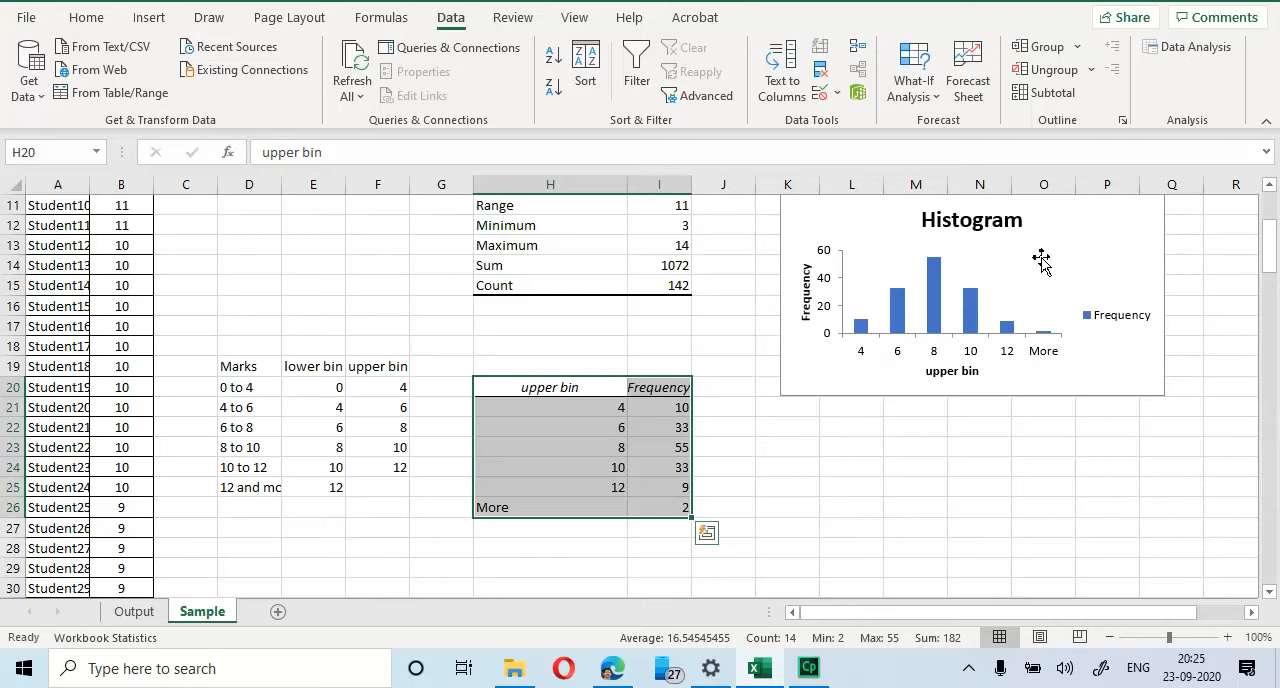 File Home Insert Draw Page Layout Formulas Data Review View Help Acrobat Share Comments
Get Data From Text/CSV From Web From Table/Range Recent Sources Existing Connections
Refresh All Queries & Connections Properties Edit Links
Sort Filter Clear Reapply Advanced
Text to Columns
What-If Analysis Forecast Sheet
Group Ungroup Subtotal
Data Analysis
Get & Transform Data Queries & Connections Sort & Filter Data Tools Forecast Outline Analysis
H20 fx upper bin
A B C D E F G H I J K L M N O P Q R
11 Student10 11 Range 11
12 Student11 11 Minimum 3
13 Student12 10 Maximum 14
14 Student13 10 Sum 1072
15 Student14 10 Count 142
16 Student15 10
17 Student16 10
18 Student17 10
19 Student18 10 Marks lower bin upper bin
20 Student19 10 0 to 4 0 4 upper bin Frequency
21 Student20 10 4 to 6 4 6 4 10
22 Student21 10 6 to 8 6 8 6 33
23 Student22 10 8 to 10 8 10 8 55
24 Student23 10 10 to 12 10 12 10 33
25 Student24 10 12 and mc 12 12 9
26 Student25 9 More 2
27 Student26 9
28 Student27 9
29 Student28 9
30 Student29 9
Histogram
Frequency
60
40
20
0
4 6 8 10 12 More
upper bin
Frequency
Output Sample
Ready Workbook Statistics Average: 16.54545455 Count: 14 Min: 2 Max: 55 Sum: 182 100%
Type here to search 27 Cp ENG 20:25
23-09-2020